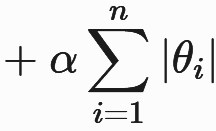 + α ∑_{i=1}^{n} |θ_i|